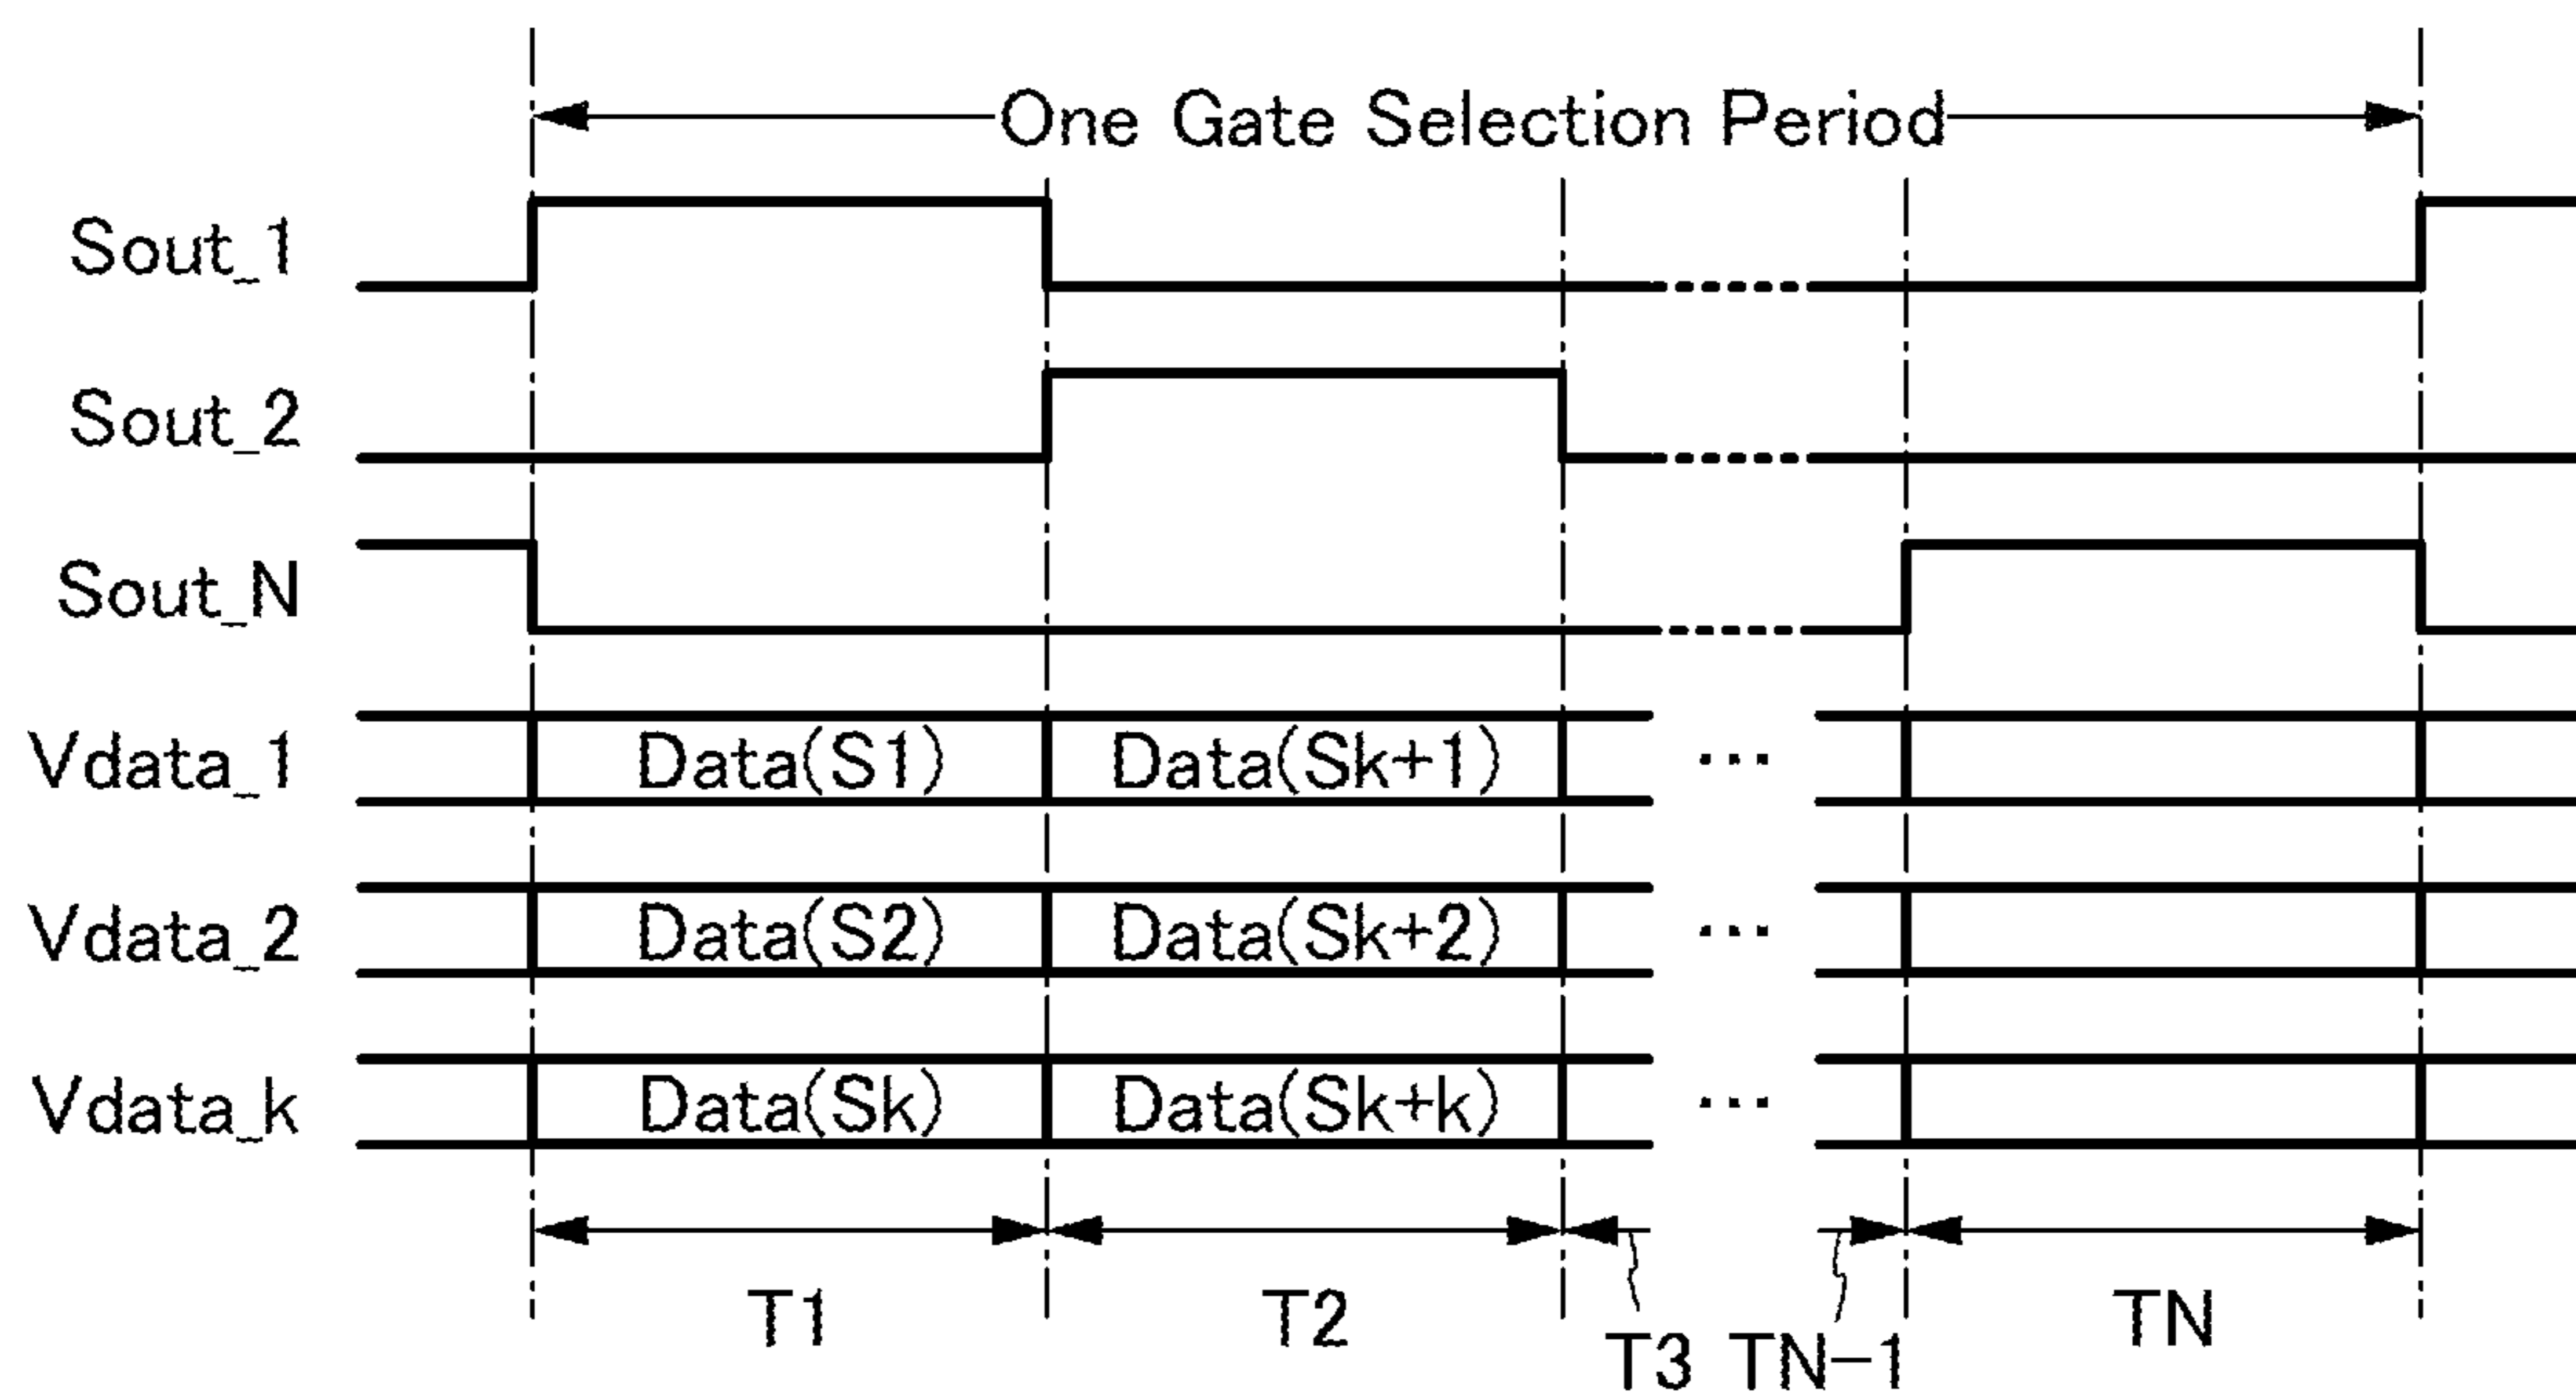 One Gate Selection Period
Sout_1
Sout_2
Sout_N
Vdata_1 Data(S1) Data(Sk+1) ...
Vdata_2 Data(S2) Data(Sk+2) ...
Vdata_k Data(Sk) Data(Sk+k) ...
T1 T2 T3 TN-1 TN